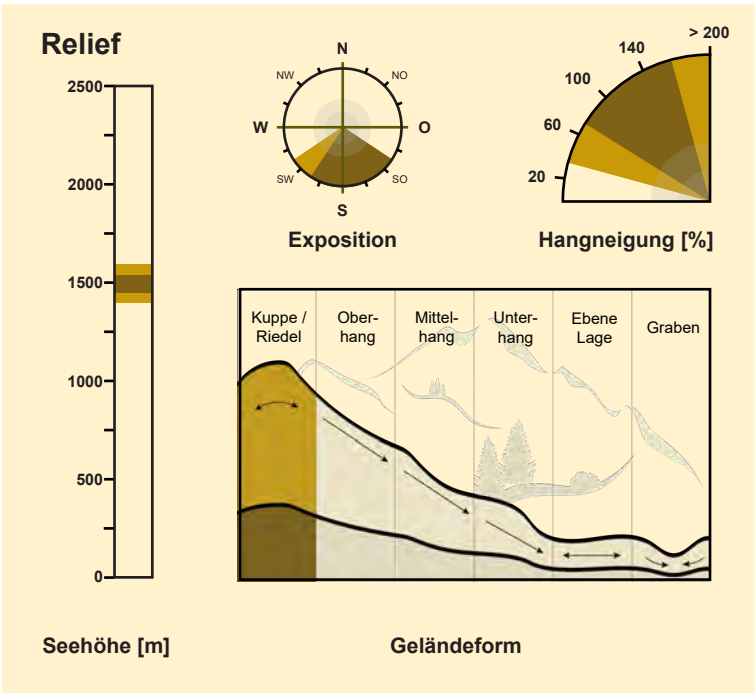 Relief
2500
2000
1500
1000
500
0
Seehöhe [m]
N
NW
NO
W
O
SW
SO
S
Exposition
> 200
140
100
60
20
Hangneigung [%]
Kuppe /
Riedel
Ober-
hang
Mittel-
hang
Unter-
hang
Ebene
Lage
Graben
Geländeform